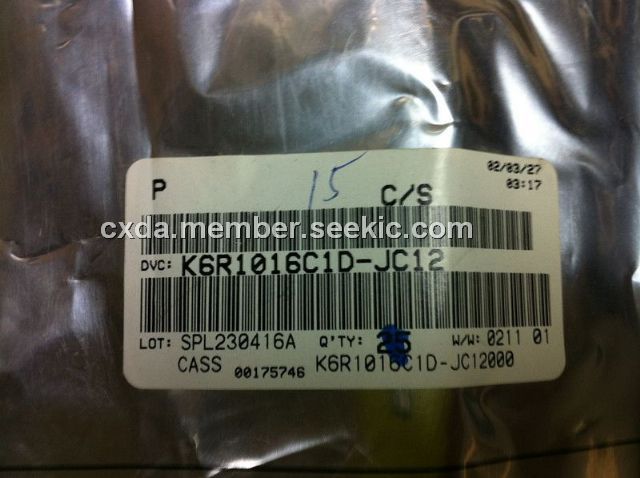 02/03/27
P 15 C/S 03:17
cxda.member.seekic.com
DVC: K6R1016C1D-JC12
LOT: SPL230416A Q'TY: 25 W/W: 0211 01
CASS 00175746 K6R1016C1D-JC12000